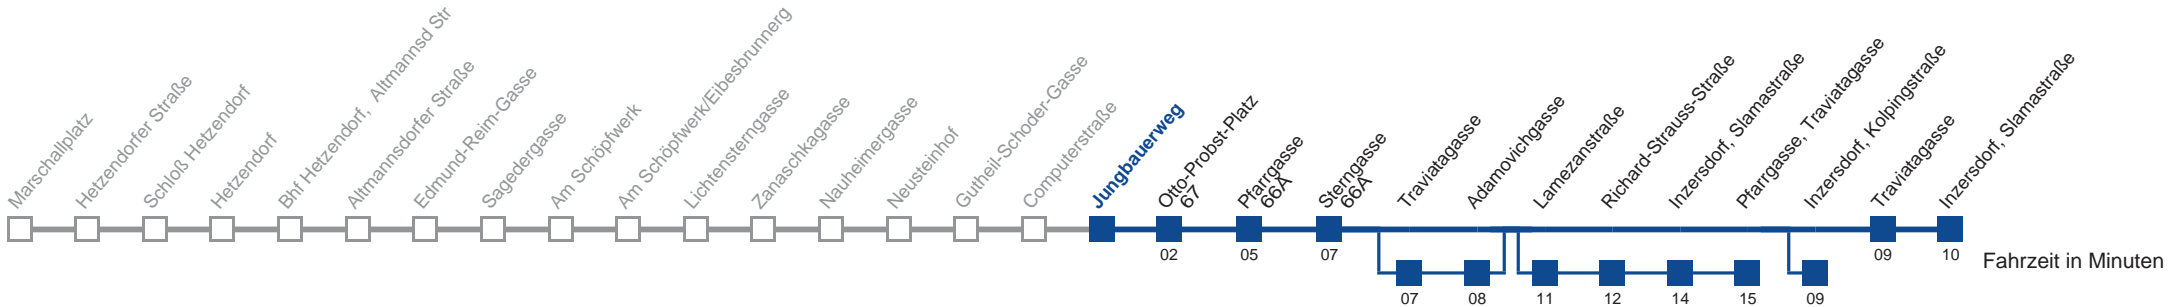 Marschallplatz
Hetzendorfer Straße
Schloß Hetzendorf
Hetzendorf
Bhf Hetzendorf, Altmannsd Str
Altmannsdorfer Straße
Edmund-Reim-Gasse
Sagedergasse
Am Schöpfwerk
Am Schöpfwerk/Eibesbrunnerg
Lichtensterngasse
Zanaschkagasse
Nauheimergasse
Neusteinhof
Gutheil-Schoder-Gasse
Computerstraße
Jungbauerweg
Otto-Probst-Platz
67
Pfarrgasse
66A
Sterngasse
66A
Traviatagasse
Adamovichgasse
Lamezanstraße
Richard-Strauss-Straße
Inzersdorf, Slamastraße
Pfarrgasse, Traviatagasse
Inzersdorf, Kolpingstraße
Traviatagasse
Inzersdorf, Slamastraße
02 05 07 09 10
Fahrzeit in Minuten
07 08 11 12 14 15 09